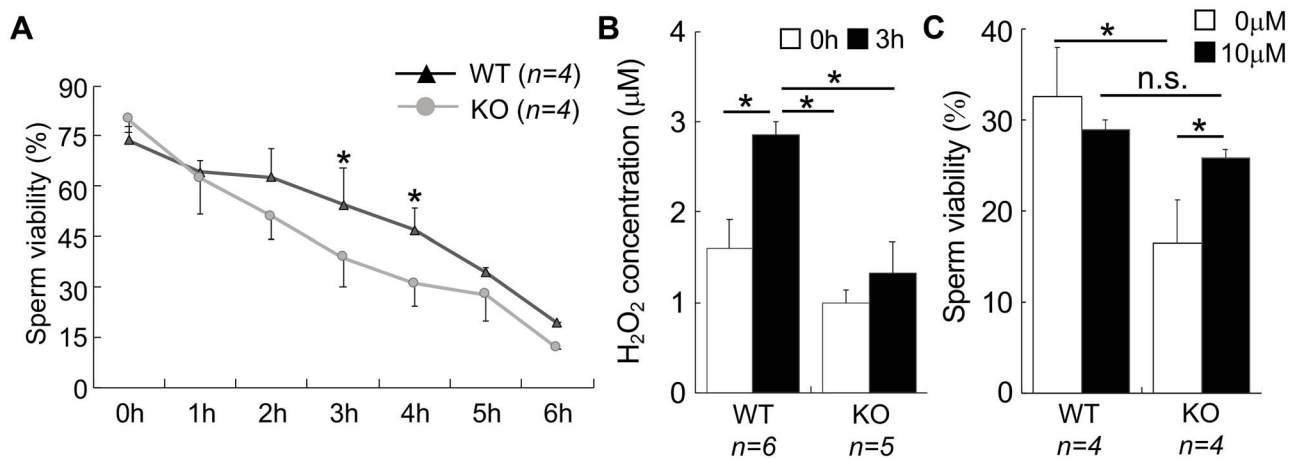 A
WT (n=4)
KO (n=4)
Sperm viability (%)
90
75
60
45
30
15
0
* *
0h 1h 2h 3h 4h 5h 6h
B
0h 3h
H₂O₂ concentration (μM)
4
3
2
1
0
* * *
WT KO
n=6 n=5
C
0μM
10μM
Sperm viability (%)
40
30
20
10
0
*
n.s.
*
WT KO
n=4 n=4